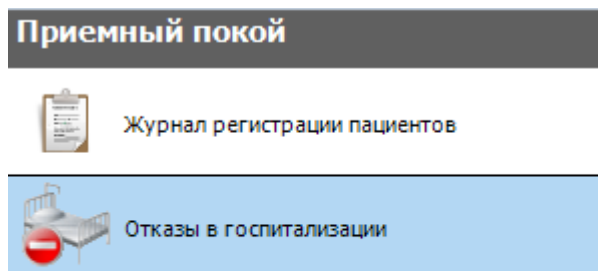 Приемный покой
Журнал регистрации пациентов
Отказы в госпитализации